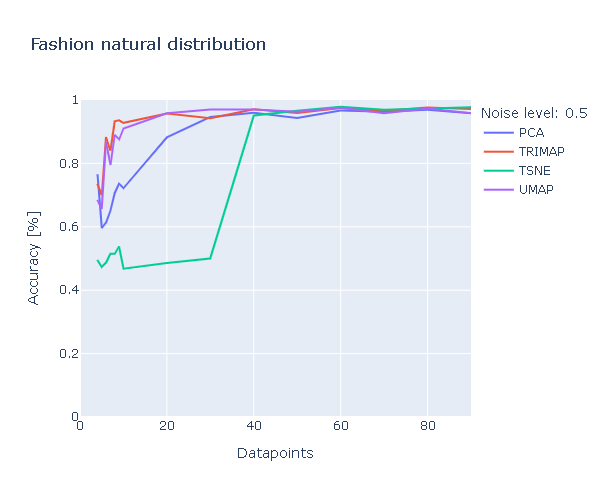 Fashion natural distribution
Noise level: 0.5
PCA
TRIMAP
TSNE
UMAP
Accuracy [%]
1
0.8
0.6
0.4
0.2
0
0 20 40 60 80
Datapoints